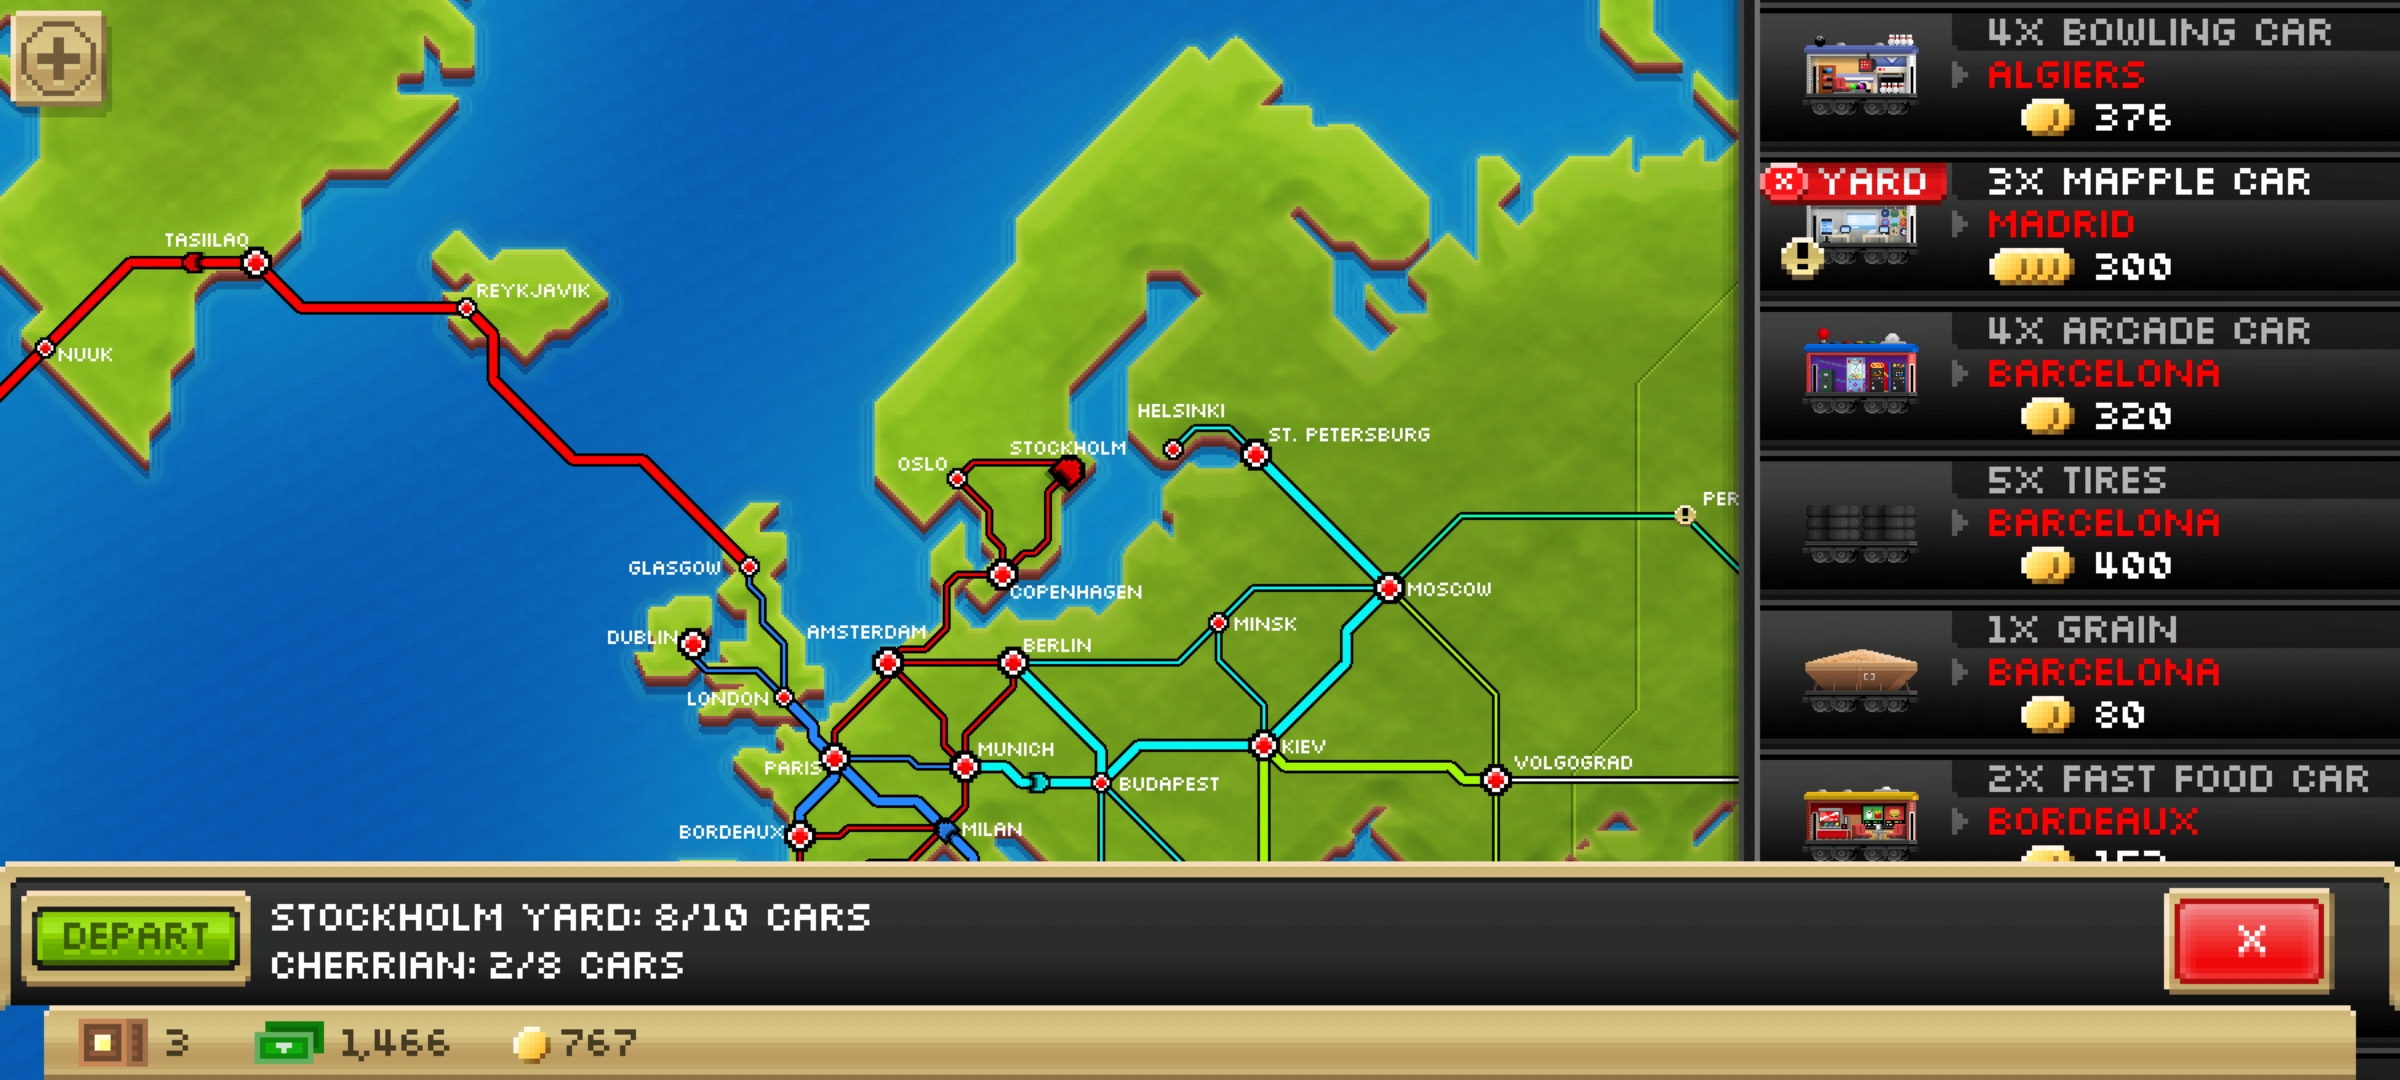 TASIILAQ
REYKJAVIK
NUUK
HELSINKI
ST. PETERSBURG
STOCKHOLM
OSLO
GLASGOW
COPENHAGEN
MOSCOW
DUBLIN
AMSTERDAM
BERLIN
MINSK
LONDON
PARIS
MUNICH
KIEV
BUDAPEST
VOLGOGRAD
BORDEAUX
MILAN
PER
4X BOWLING CAR
ALGIERS
376
YARD
3X MAPPLE CAR
MADRID
300
4X ARCADE CAR
BARCELONA
320
5X TIRES
BARCELONA
400
1X GRAIN
BARCELONA
80
2X FAST FOOD CAR
BORDEAUX
DEPART
STOCKHOLM YARD: 8/10 CARS
CHERRIAN: 2/8 CARS
X
3
1,466
767